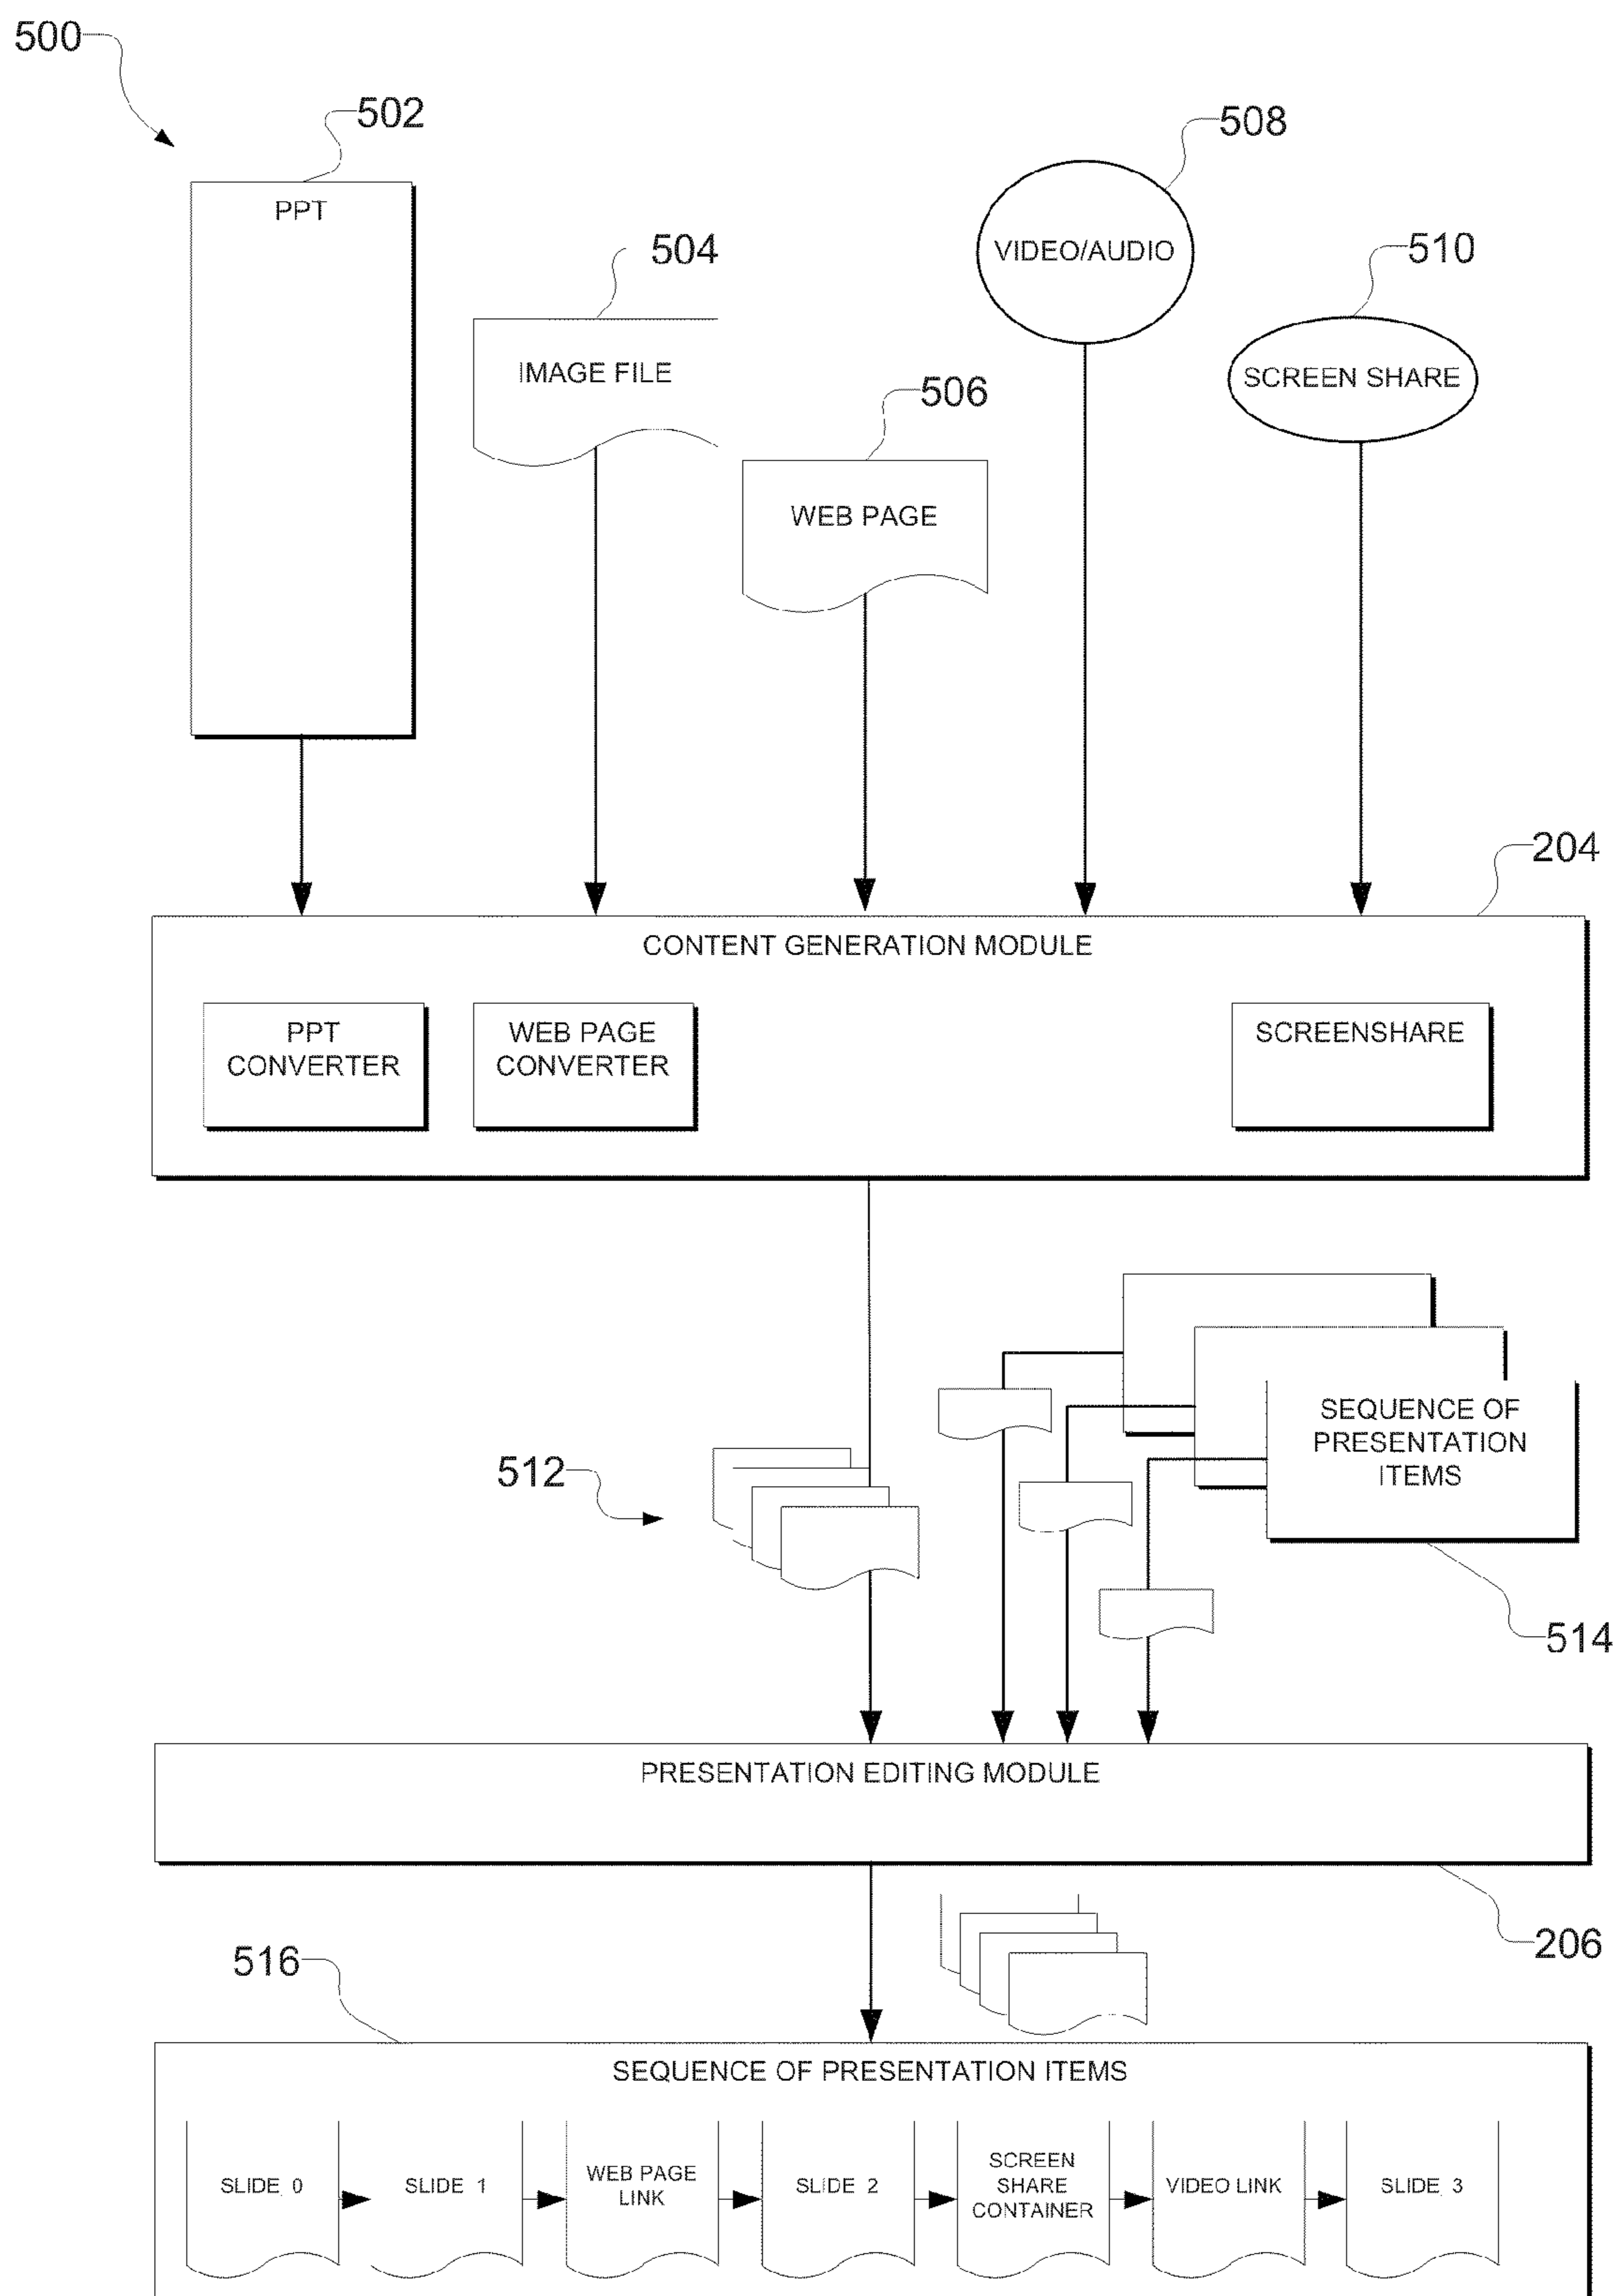 500
502
PPT
504
IMAGE FILE
506
WEB PAGE
508
VIDEO/AUDIO
510
SCREEN SHARE
204
CONTENT GENERATION MODULE
PPT
CONVERTER
WEB PAGE
CONVERTER
SCREENSHARE
512
SEQUENCE OF
PRESENTATION
ITEMS
514
PRESENTATION EDITING MODULE
206
516
SEQUENCE OF PRESENTATION ITEMS
SLIDE 0
SLIDE 1
WEB PAGE
LINK
SLIDE 2
SCREEN
SHARE
CONTAINER
VIDEO LINK
SLIDE 3